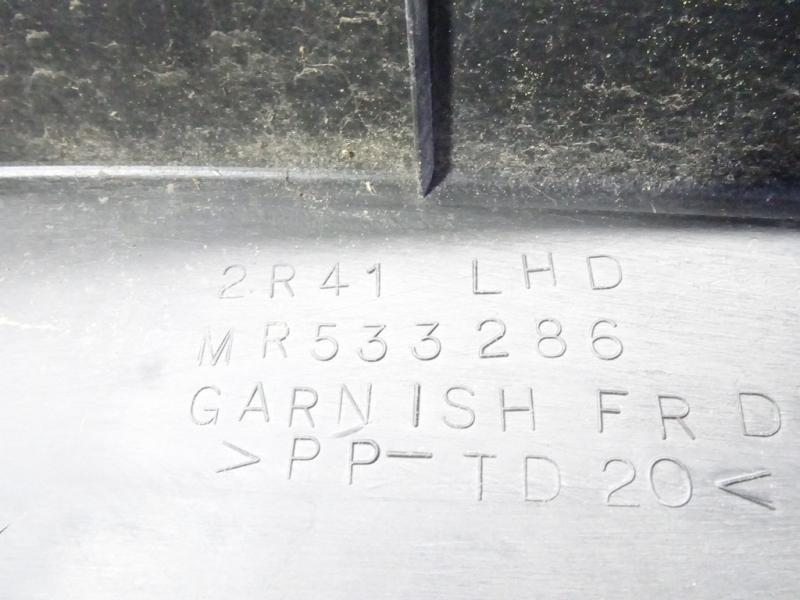 2R41 LHD
MR533286
GARNISH FR D
>PP-TD20<